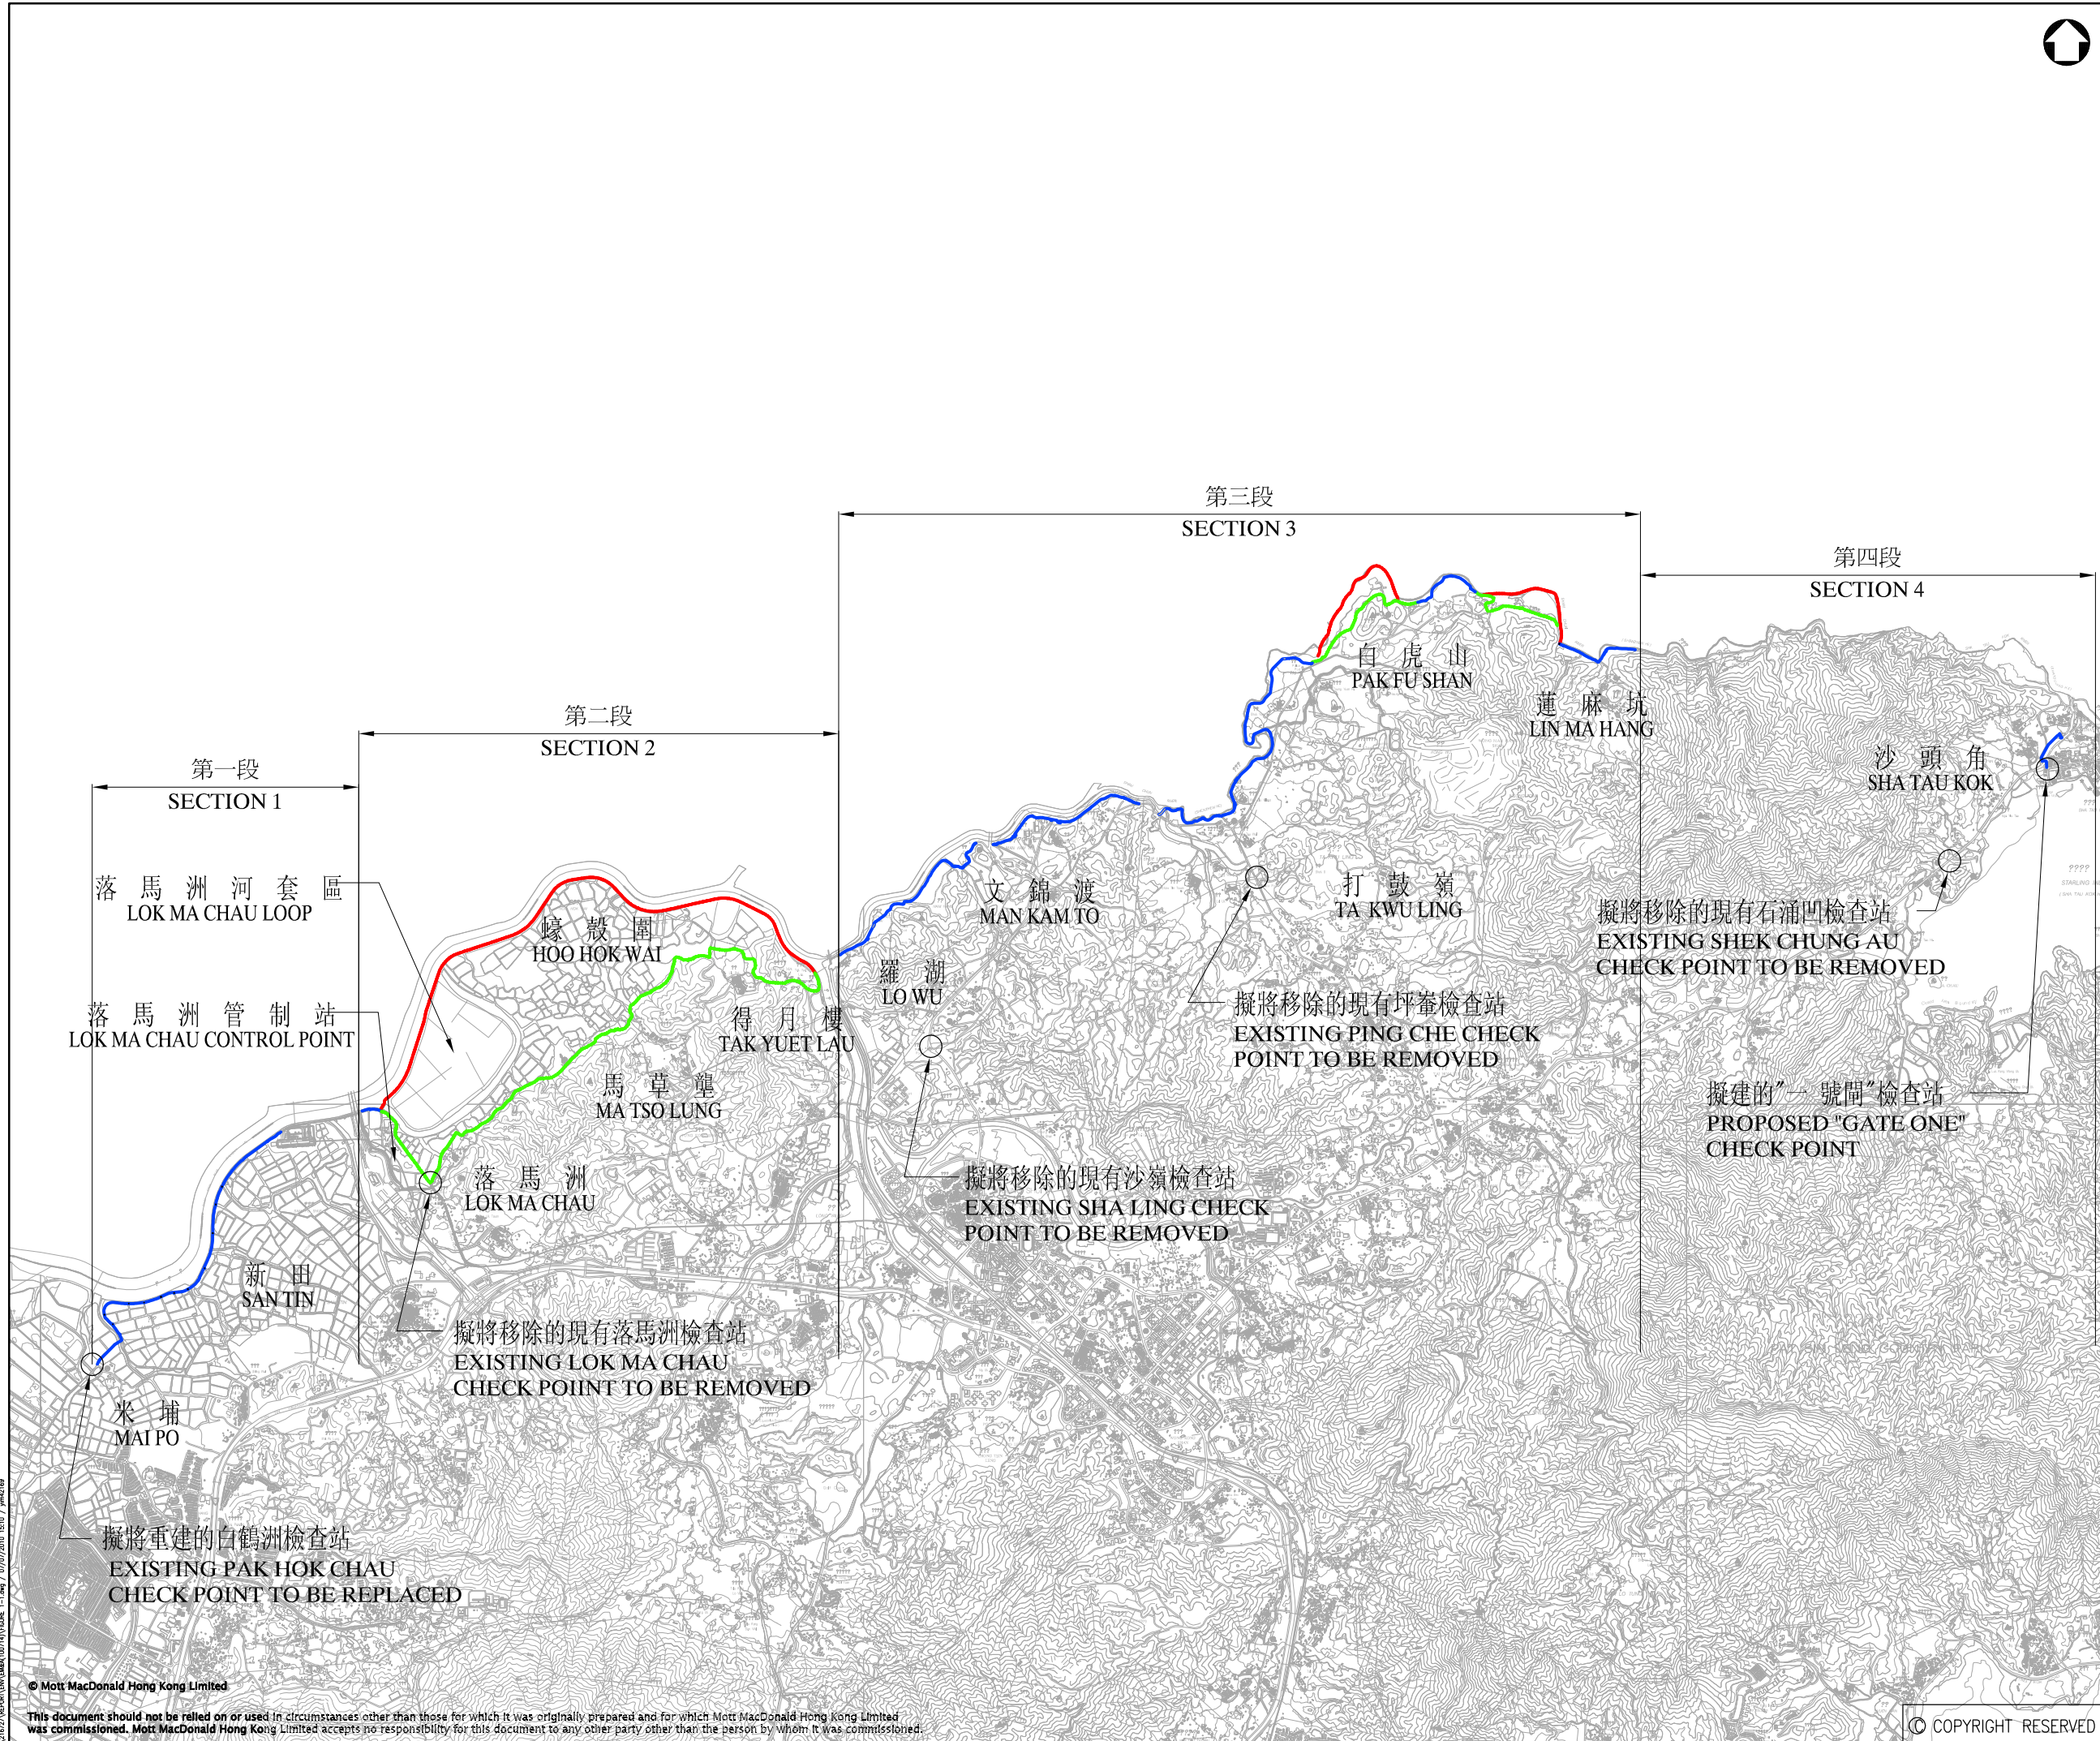 第三段
SECTION 3
第四段
SECTION 4
第二段
SECTION 2
第一段
SECTION 1
白虎山
PAK FU SHAN
蓮麻坑
LIN MA HANG
沙頭角
SHA TAU KOK
落馬洲河套區
LOK MA CHAU LOOP
蠔殼圍
HOO HOK WAI
文錦渡
MAN KAM TO
打鼓嶺
TA KWU LING
擬將移除的現有石涌凹檢查站
EXISTING SHEK CHUNG AU
CHECK POINT TO BE REMOVED
羅湖
LO WU
落馬洲管制站
LOK MA CHAU CONTROL POINT
得月樓
TAK YUET LAU
擬將移除的現有坪輋檢查站
EXISTING PING CHE CHECK
POINT TO BE REMOVED
馬草壟
MA TSO LUNG
擬建的"一號閘"檢查站
PROPOSED "GATE ONE"
CHECK POINT
落馬洲
LOK MA CHAU
擬將移除的現有沙嶺檢查站
EXISTING SHA LING CHECK
POINT TO BE REMOVED
新田
SAN TIN
擬將移除的現有落馬洲檢查站
EXISTING LOK MA CHAU
CHECK POIINT TO BE REMOVED
米埔
MAI PO
擬將重建的白鶴洲檢查站
EXISTING PAK HOK CHAU
CHECK POINT TO BE REPLACED
© Mott MacDonald Hong Kong Limited
This document should not be relied on or used in circumstances other than those for which it was originally prepared and for which Mott MacDonald Hong Kong Limited
was commissioned. Mott MacDonald Hong Kong Limited accepts no responsibility for this document to any other party other than the person by whom it was commissioned.
© COPYRIGHT RESERVED